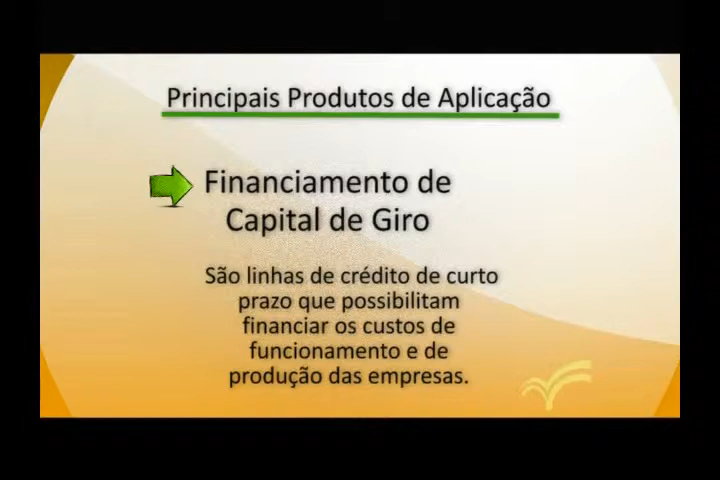 Principais Produtos de Aplicação
Financiamento de
Capital de Giro
São linhas de crédito de curto
prazo que possibilitam
financiar os custos de
funcionamento e de
produção das empresas.